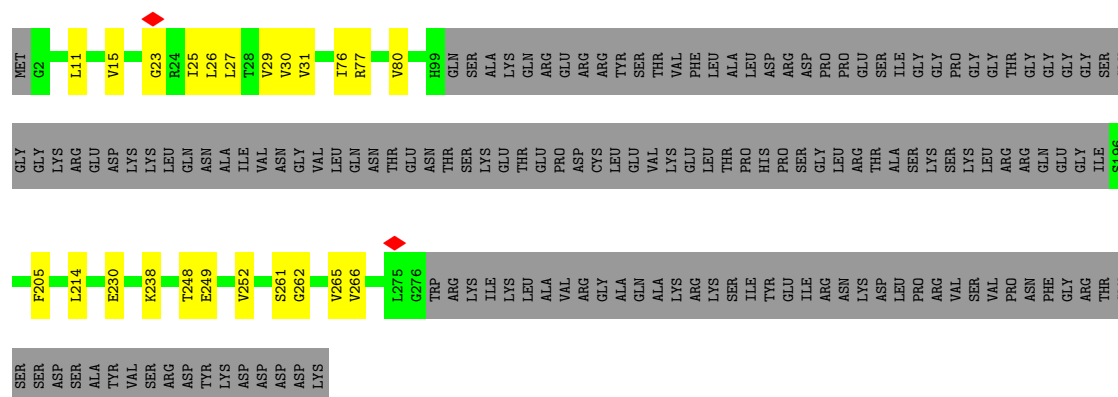 MET G2 L11 V15 G23 R24 I25 L26 L27 T28 V29 V30 V31 I76 R77 V80 H99 GLN SER ALA LYS GLN ARG GLU ARG ARG TYR SER THR VAL PHE LEU ALA LEU ASP ARG ASP PRO PRO GLU SER ILE GLY GLY PRO GLY GLY THR GLY GLY GLY GLY SER
GLY GLY LYS ARG GLU ASP LYS LYS LEU GLN ASN ALA ILE VAL ASN GLY VAL LEU GLN ASN THR GLU ASN THR SER LYS GLU THR GLU PRO ASP CYS LEU GLU VAL LYS GLU LEU THR PRO HIS PRO SER GLY LEU ARG THR ALA SER LYS SER LYS LEU ARG ARG GLN GLU GLY ILE S196
F205 L214 E230 K238 T248 E249 V252 S261 G262 V265 V266 L275 G276 TRP ARG LYS ILE LYS LEU ALA VAL ARG GLY ALA GLN ALA LYS ARG LYS SER ILE TYR GLU ILE ARG ASN LYS ASP LEU PRO ARG VAL SER VAL PRO ASN PHE GLY ARG THR
SER SER ASP SER ALA TYR VAL SER ARG ASP TYR LYS ASP ASP ASP ASP LYS